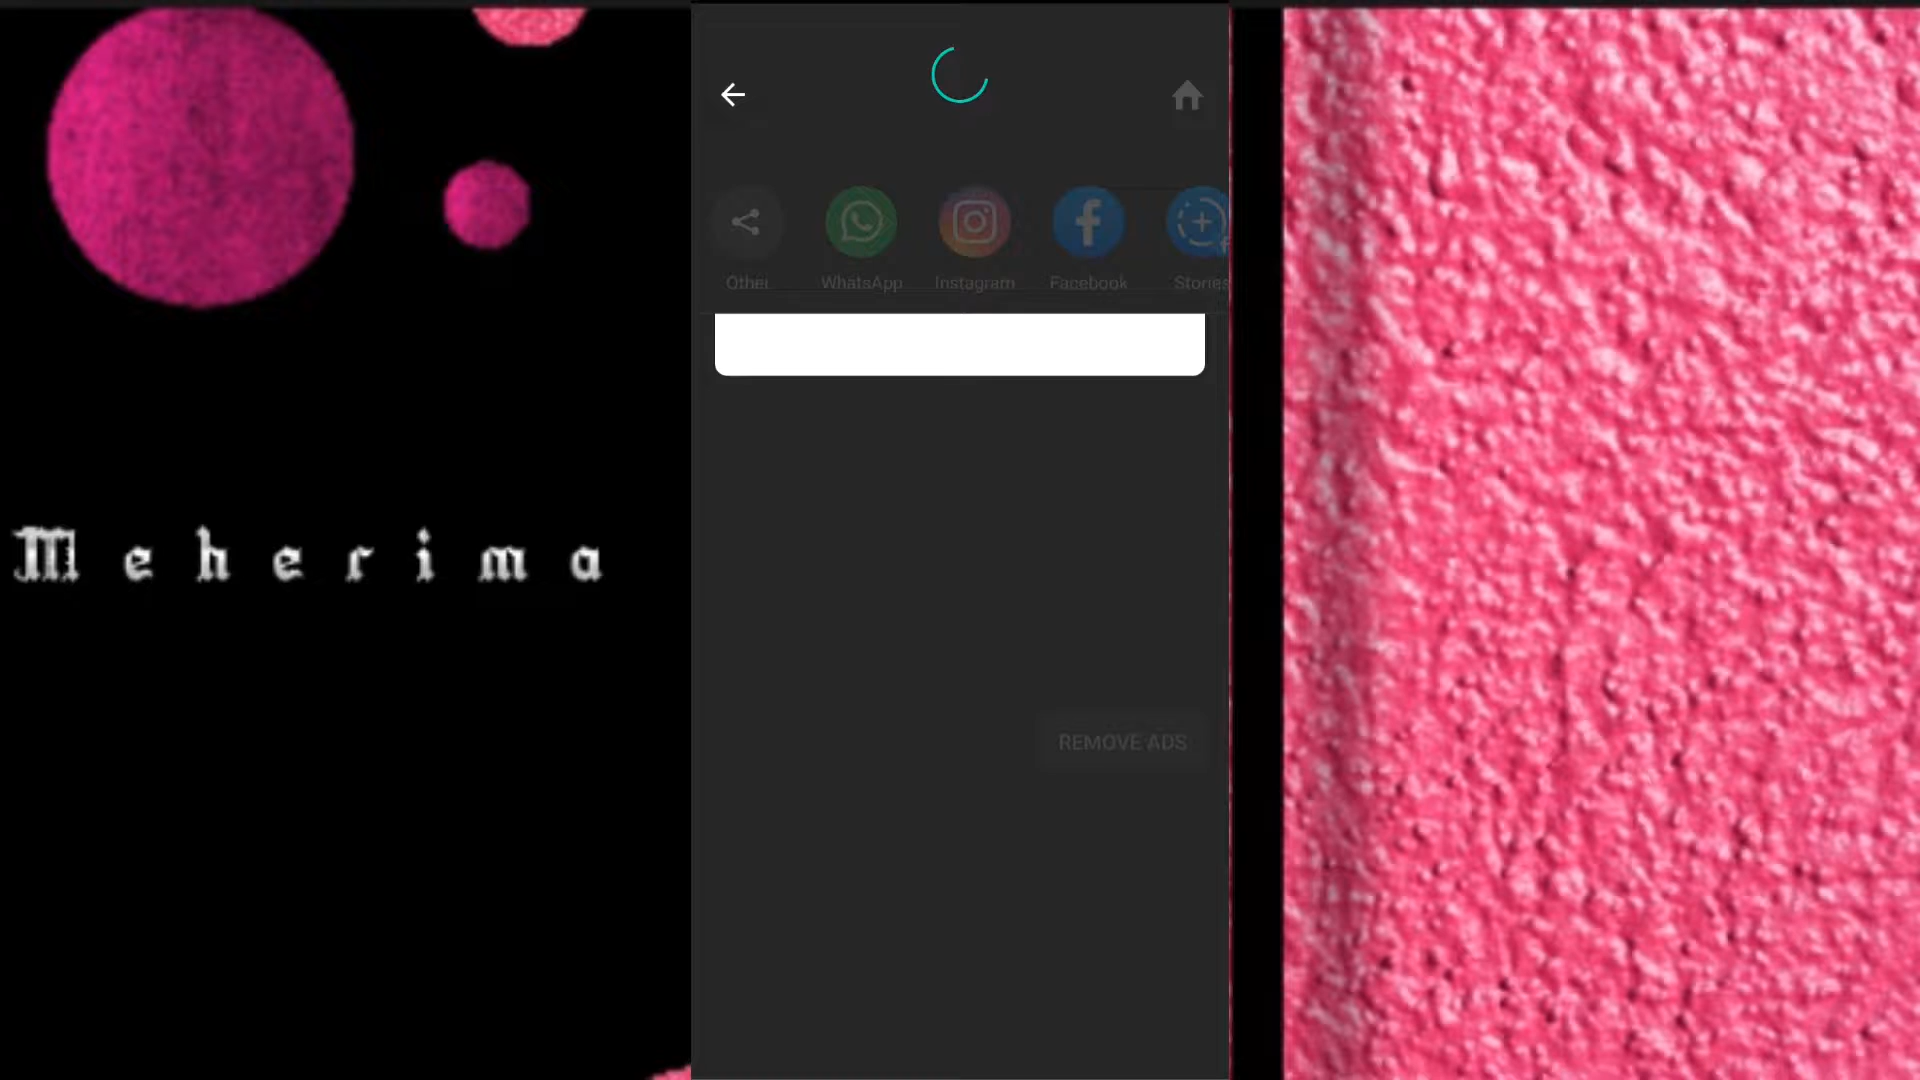 Meherima
Other
WhatsApp
Instagram
Facebook
Stories
REMOVE ADS